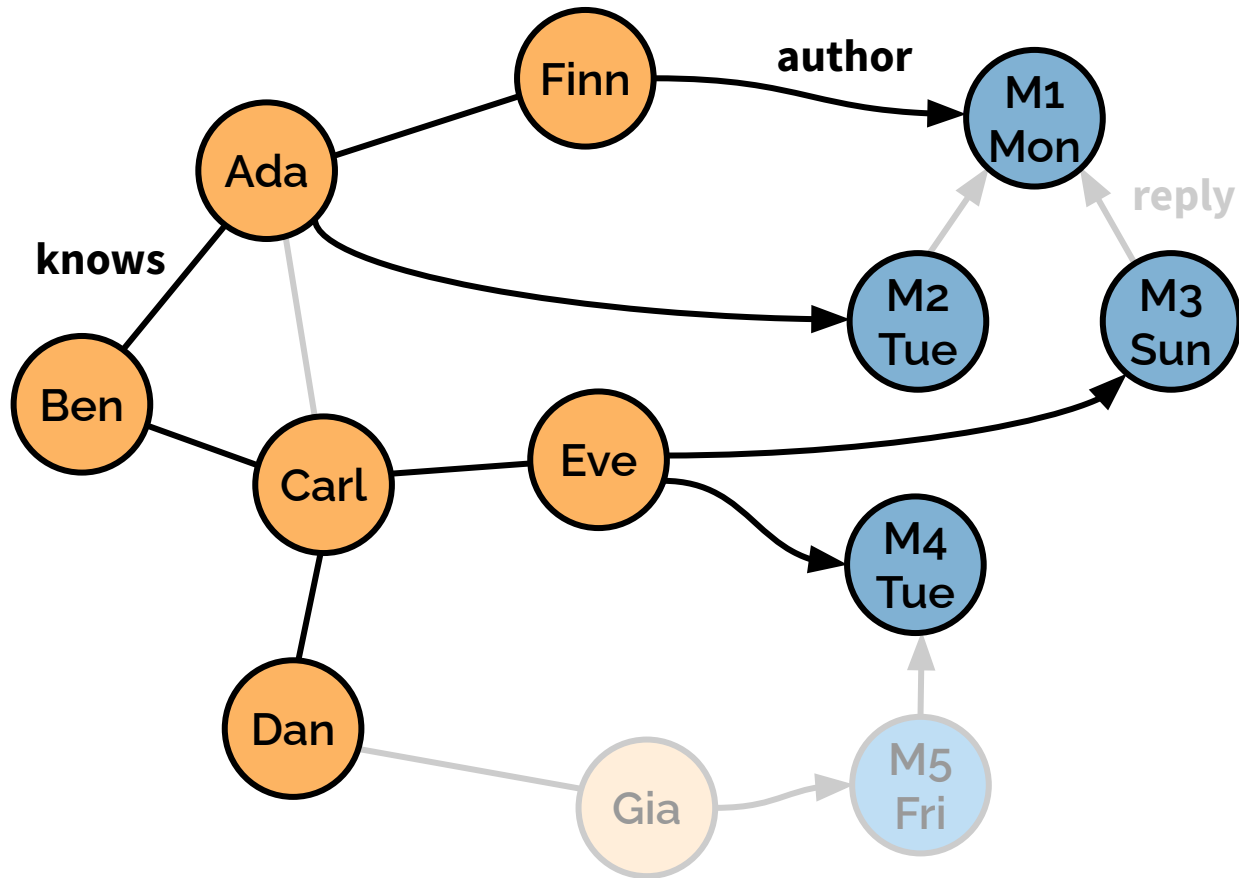 Finn
author
M1
Mon
Ada
reply
knows
M2
Tue
M3
Sun
Ben
Carl
Eve
M4
Tue
Dan
M5
Fri
Gia